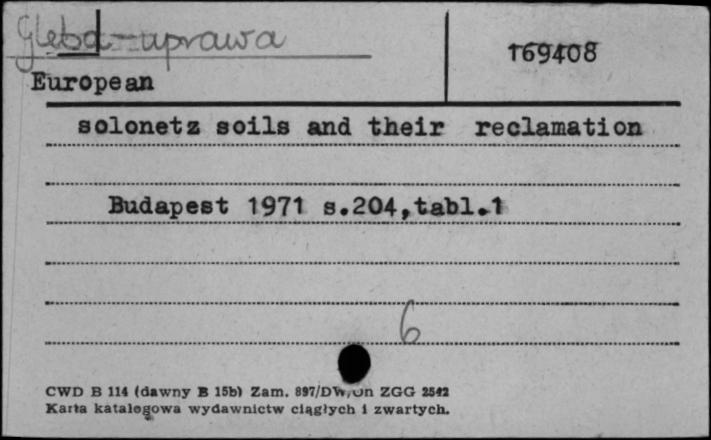 Gleba-uprawa
169408
European
solonetz soils and their reclamation
Budapest 1971 s.204,tabl.1
6
CWD B 114 (dawny B 15b) Zam. 897/DW/Un ZGG 2542
Karta katalogowa wydawnictw ciągłych i zwartych.